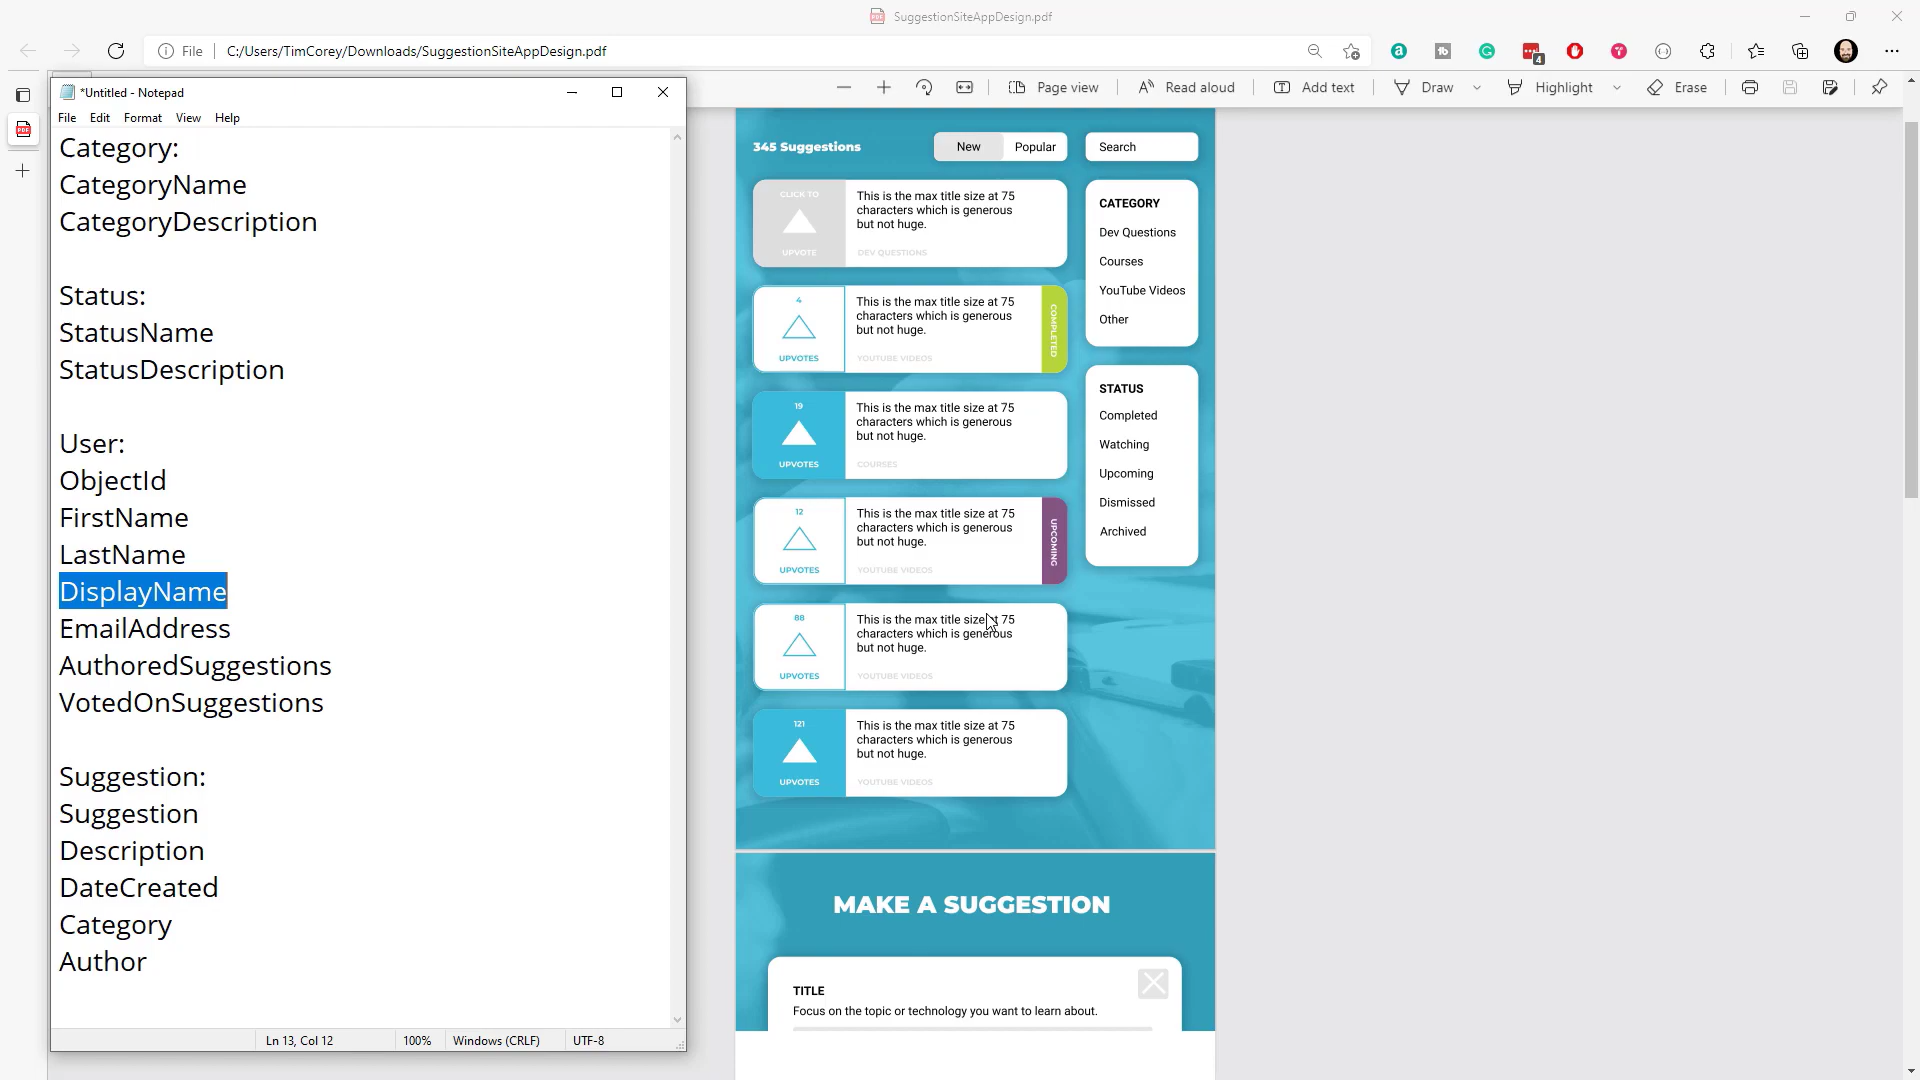 SuggestionSiteAppDesign.pdf
File
C:/Users/TimCorey/Downloads/SuggestionSiteAppDesign.pdf
4
Page view
Read aloud
Add text
Draw
Highlight
Erase
*Untitled - Notepad
File Edit Format View Help
Category:
CategoryName
CategoryDescription
Status:
StatusName
StatusDescription
User:
ObjectId
FirstName
LastName
DisplayName
EmailAddress
AuthoredSuggestions
VotedOnSuggestions
Suggestion:
Suggestion
Description
DateCreated
Category
Author
Ln 13, Col 12
100%
Windows (CRLF)
UTF-8
345 Suggestions
New
Popular
Search
CLICK TO
UPVOTE
This is the max title size at 75
characters which is generous
but not huge.
DEV QUESTIONS
4
UPVOTES
This is the max title size at 75
characters which is generous
but not huge.
YOUTUBE VIDEOS
COMPLETED
19
UPVOTES
This is the max title size at 75
characters which is generous
but not huge.
COURSES
12
UPVOTES
This is the max title size at 75
characters which is generous
but not huge.
YOUTUBE VIDEOS
UPCOMING
88
UPVOTES
This is the max title size at 75
characters which is generous
but not huge.
YOUTUBE VIDEOS
121
UPVOTES
This is the max title size at 75
characters which is generous
but not huge.
YOUTUBE VIDEOS
CATEGORY
Dev Questions
Courses
YouTube Videos
Other
STATUS
Completed
Watching
Upcoming
Dismissed
Archived
MAKE A SUGGESTION
TITLE
Focus on the topic or technology you want to learn about.